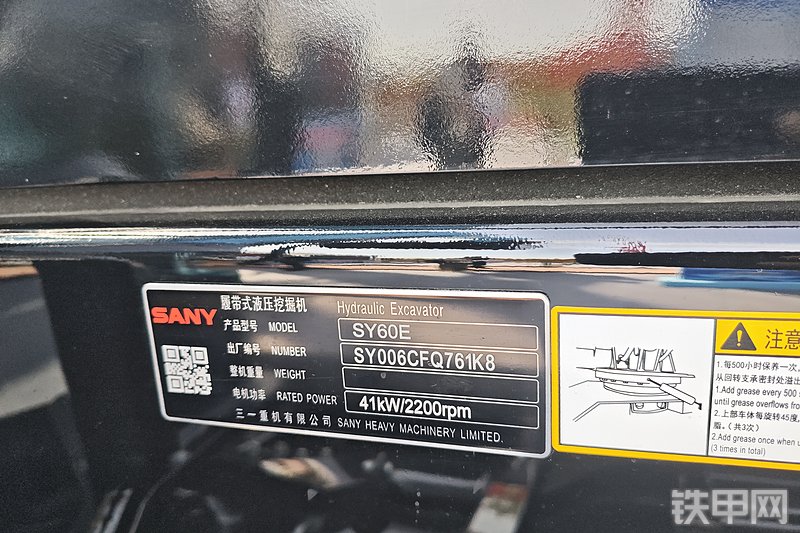 SANY 履带式液压挖掘机 Hydraulic Excavator
产品型号 MODEL SY60E
出厂编号 NUMBER SY006CFQ761K8
整机重量 WEIGHT
电机功率 RATED POWER 41kW/2200rpm
三一重机有限公司 SANY HEAVY MACHINERY LIMITED.
注意
1.每500小时保养一次,
从回转支承密封处溢出
1.Add grease every 500
until grease overflows from
2.上部车体每旋转45度,
脂。(共3次)
2.Add grease once when
(3 times in total)
铁甲网